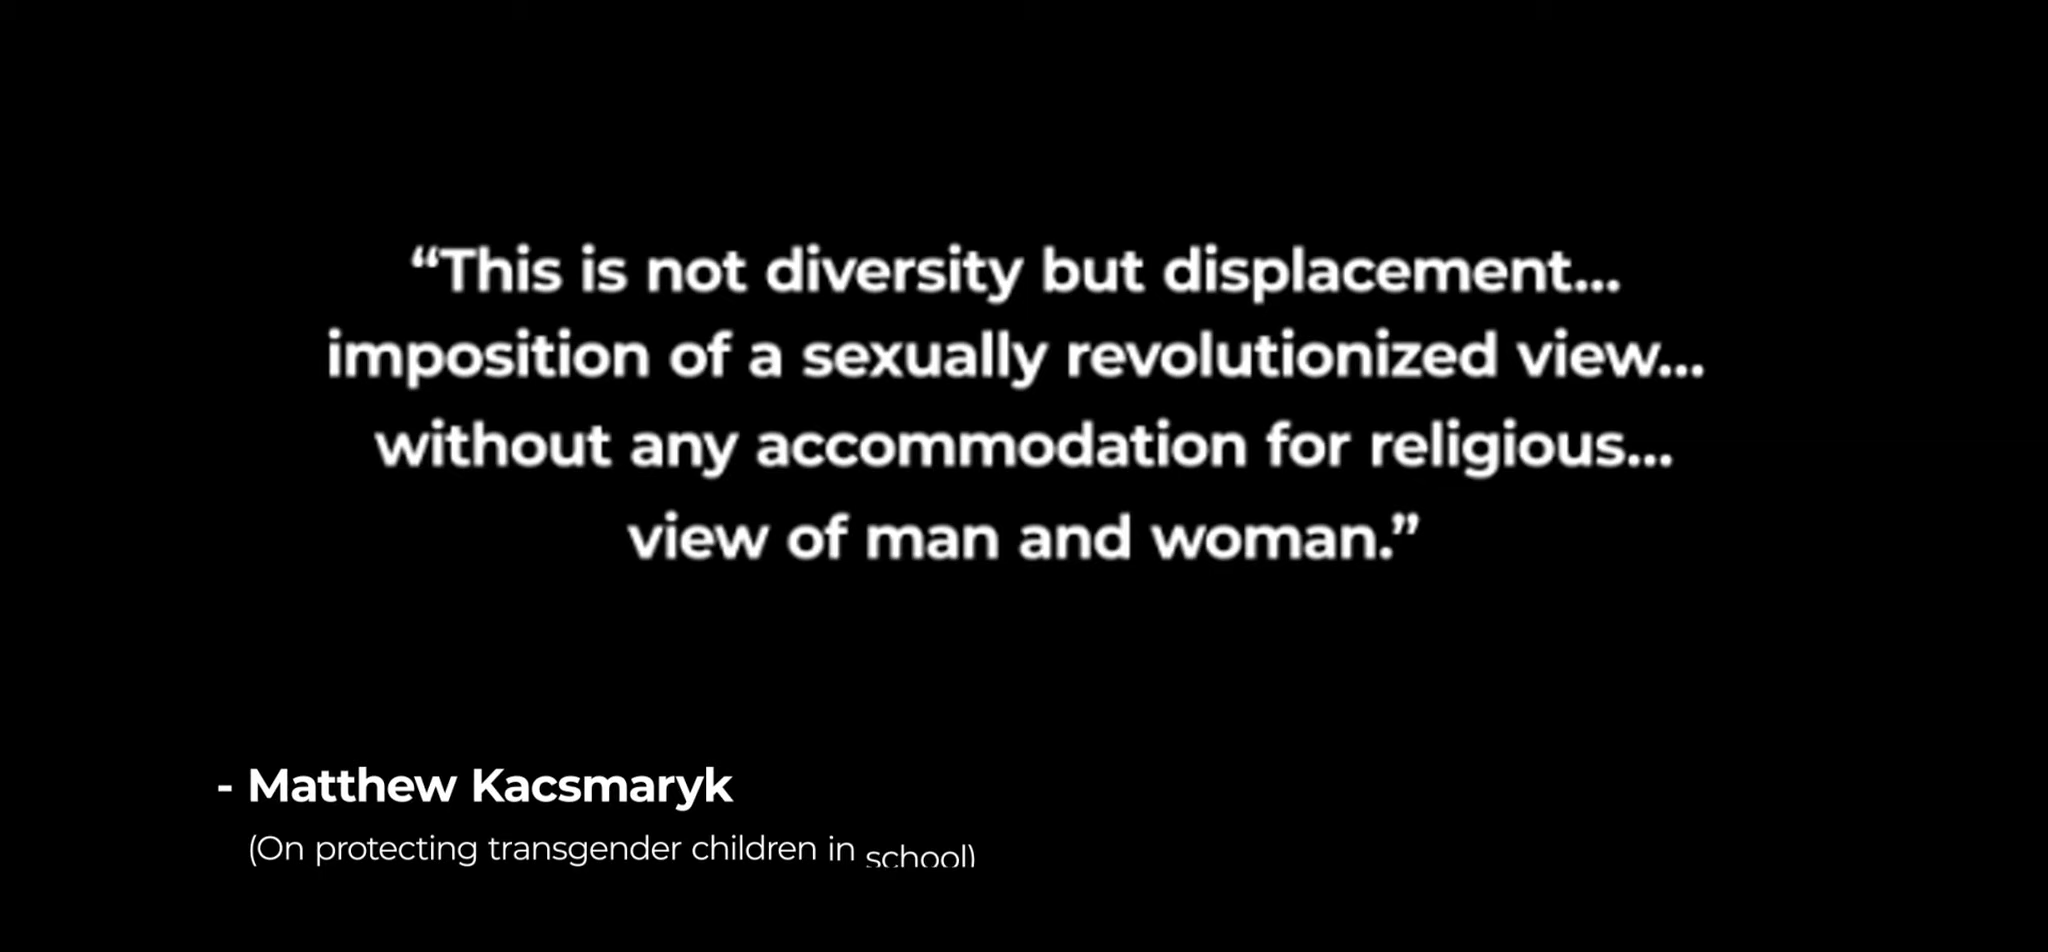 “This is not diversity but displacement...
imposition of a sexually revolutionized view...
without any accommodation for religious...
view of man and woman.”
- Matthew Kacsmaryk
(On protecting transgender children in school)